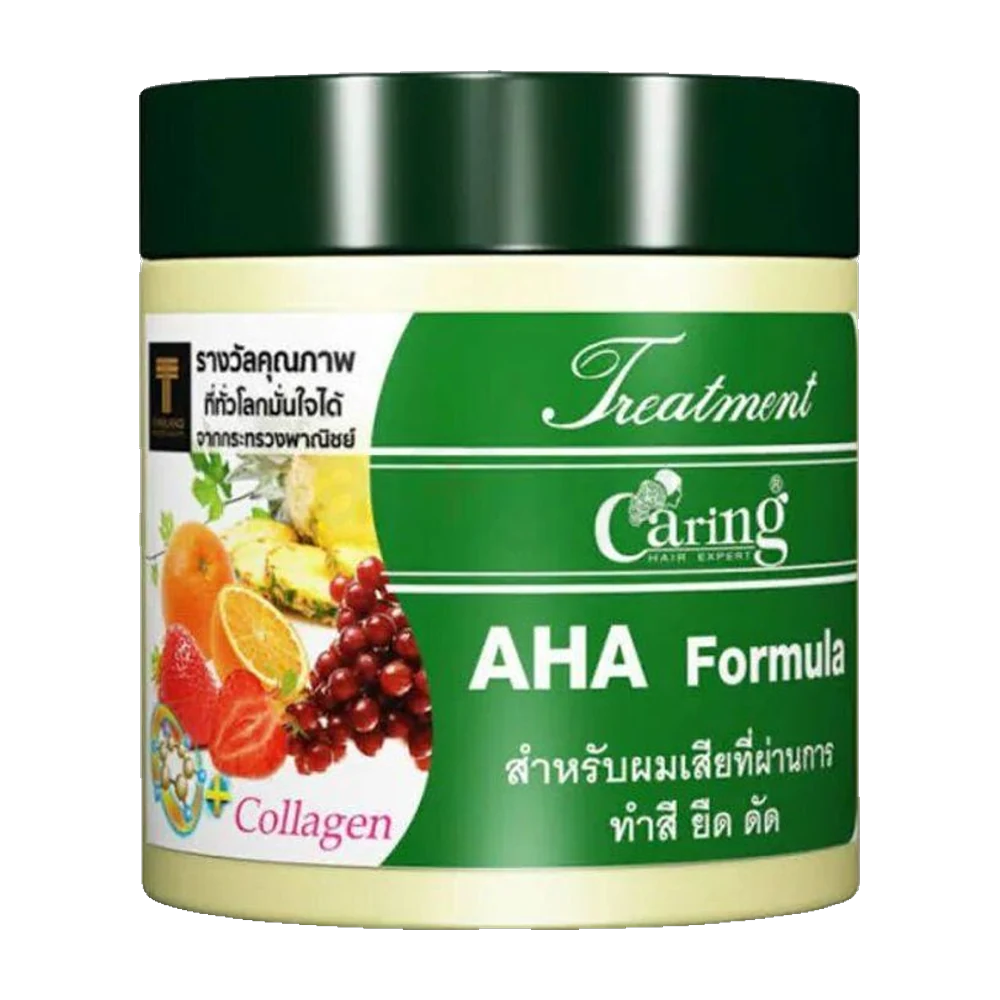 รางวัลคุณภาพ
ที่ทั่วโลกมั่นใจได้
จากกระทรวงพาณิชย์
Treatment
Caring®
HAIR EXPERT
AHA Formula
สำหรับผมเสียที่ผ่านการ
ทำสี ยืด ดัด
+ Collagen